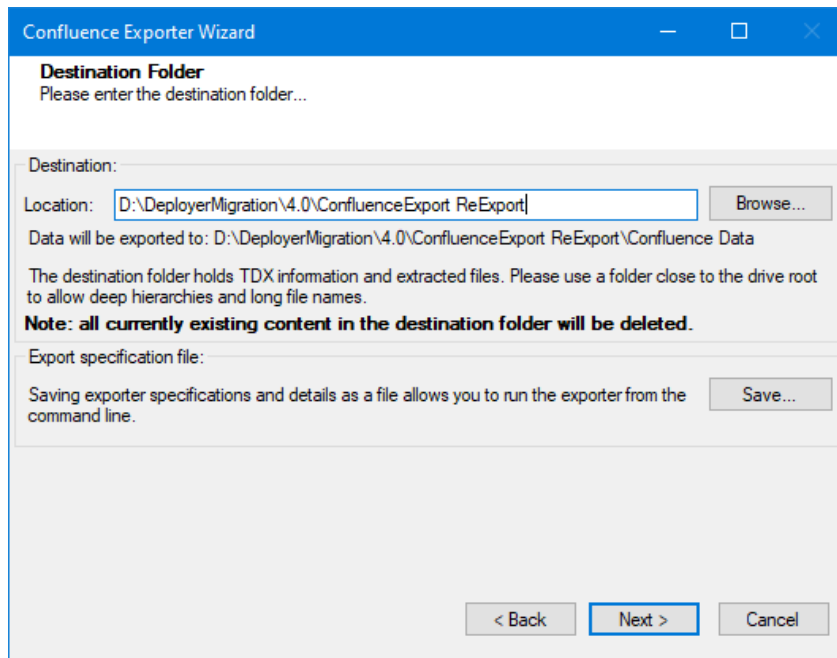 Confluence Exporter Wizard
Destination Folder
Please enter the destination folder...
Destination:
Location: D:\DeployerMigration\4.0\ConfluenceExport ReExport Browse...
Data will be exported to: D:\DeployerMigration\4.0\ConfluenceExport ReExport\Confluence Data
The destination folder holds TDX information and extracted files. Please use a folder close to the drive root
to allow deep hierarchies and long file names.
Note: all currently existing content in the destination folder will be deleted.
Export specification file:
Saving exporter specifications and details as a file allows you to run the exporter from the Save...
command line.
< Back Next > Cancel